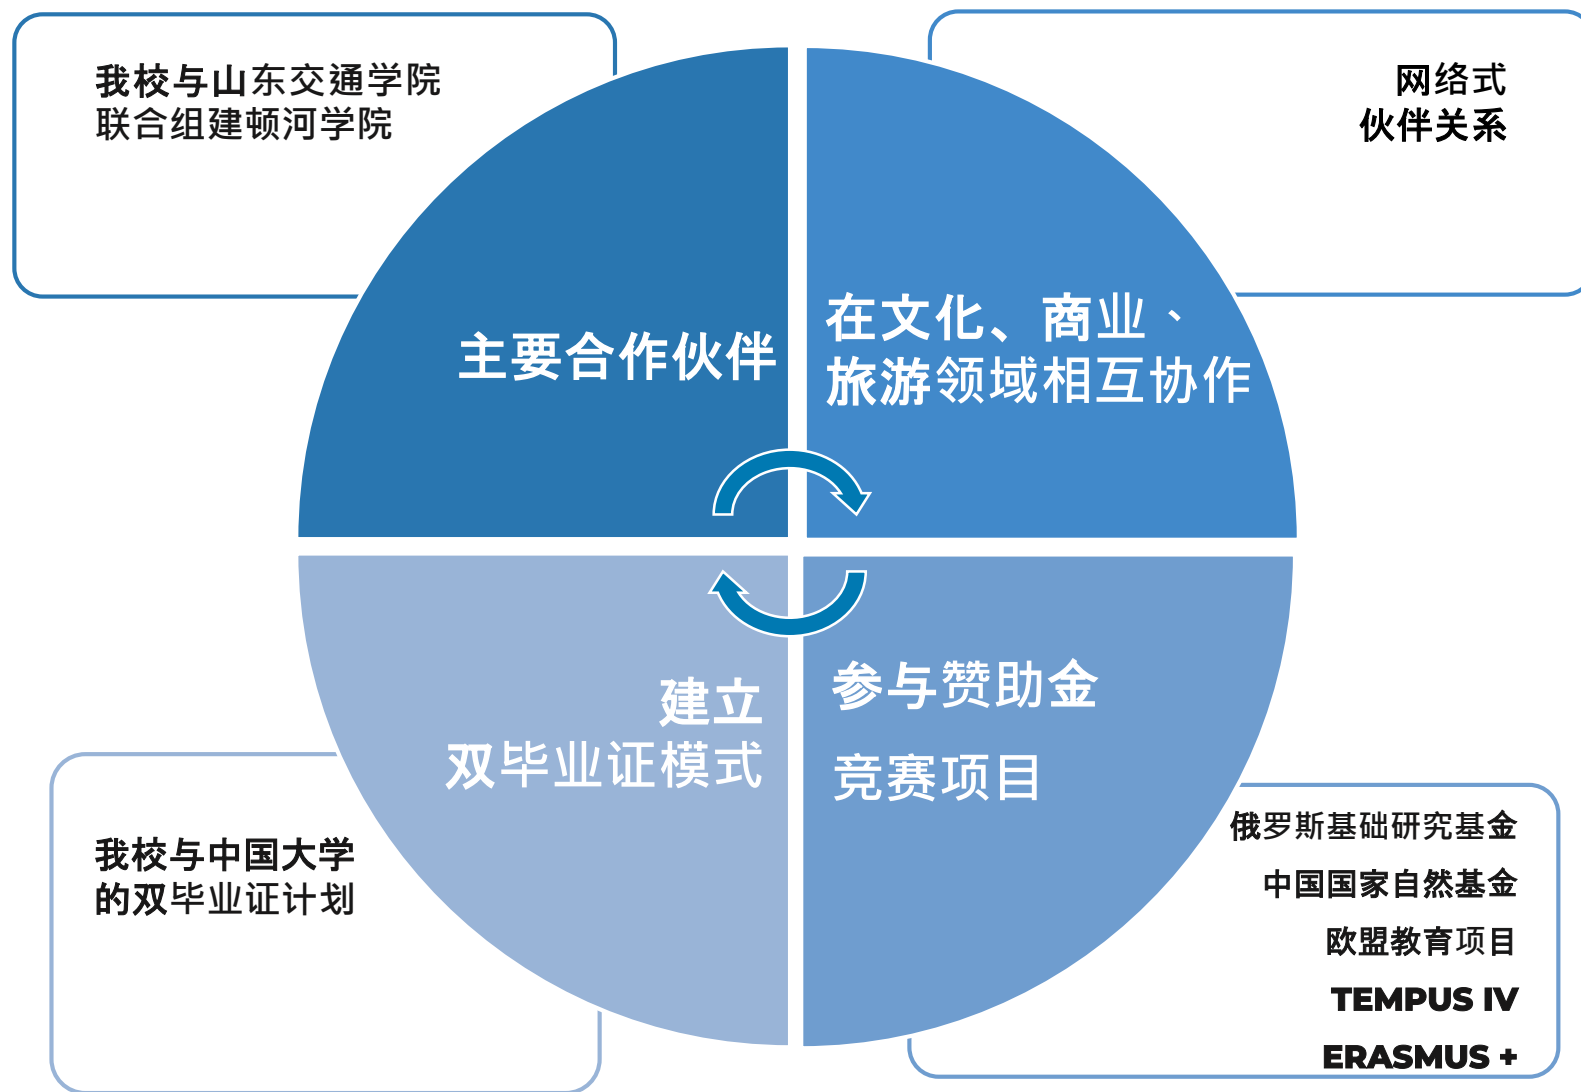 我校与山东交通学院
联合组建顿河学院
网络式
伙伴关系
主要合作伙伴
在文化、商业、
旅游领域相互协作
建立
双毕业证模式
参与赞助金
竞赛项目
我校与中国大学
的双毕业证计划
俄罗斯基础研究基金
中国国家自然基金
欧盟教育项目
TEMPUS IV
ERASMUS +